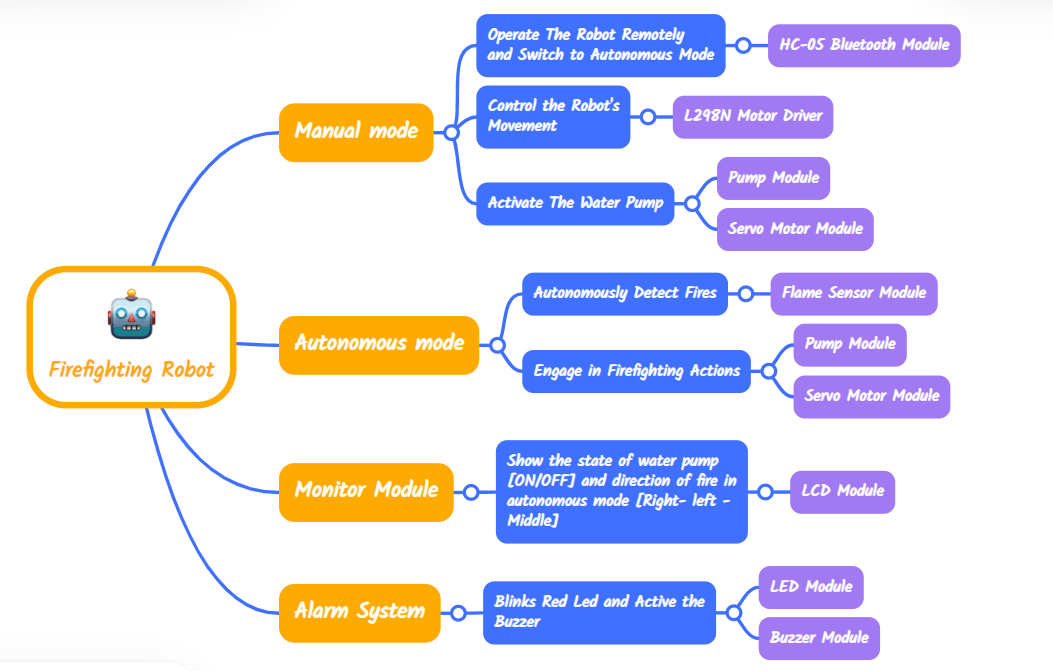 Operate The Robot Remotely
and Switch to Autonomous Mode
HC-05 Bluetooth Module
Manual mode
Control the Robot's
Movement
L298N Motor Driver
Activate The Water Pump
Pump Module
Servo Motor Module
Firefighting Robot
Autonomous mode
Autonomously Detect Fires
Flame Sensor Module
Engage in Firefighting Actions
Pump Module
Servo Motor Module
Monitor Module
Show the state of water pump
[ON/OFF] and direction of fire in
autonomous mode [Right- left -
Middle]
LCD Module
Alarm System
Blinks Red Led and Active the
Buzzer
LED Module
Buzzer Module